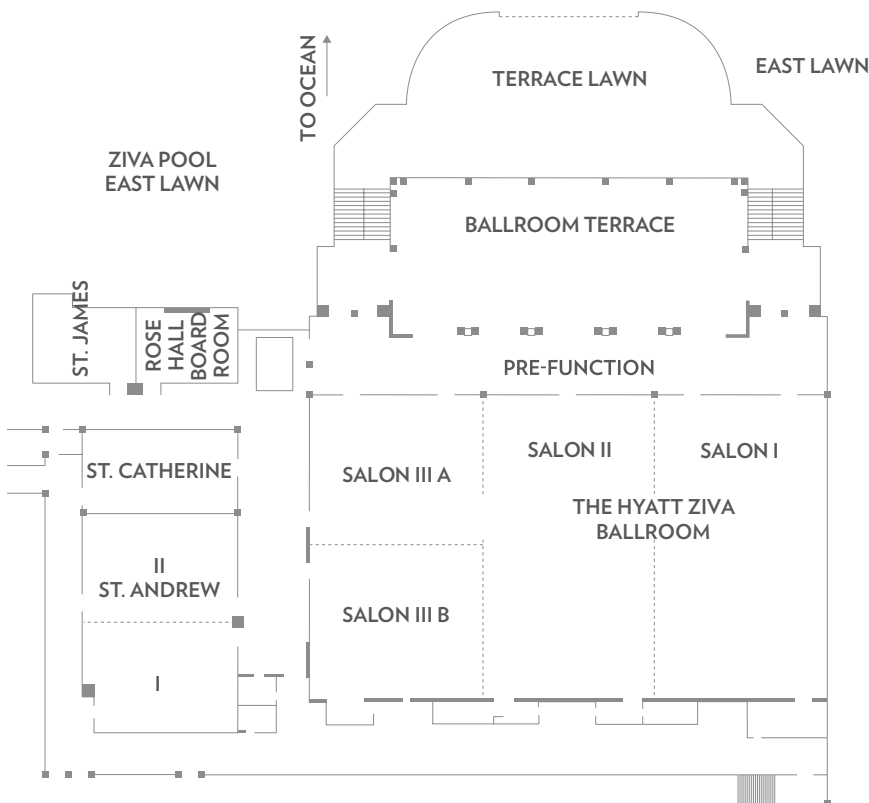 TO OCEAN
TERRACE LAWN
EAST LAWN
ZIVA POOL
EAST LAWN
BALLROOM TERRACE
ST. JAMES
ROSE
HALL
BOARD
ROOM
PRE-FUNCTION
ST. CATHERINE
SALON III A
SALON II
SALON I
THE HYATT ZIVA
BALLROOM
II
ST. ANDREW
SALON III B
I